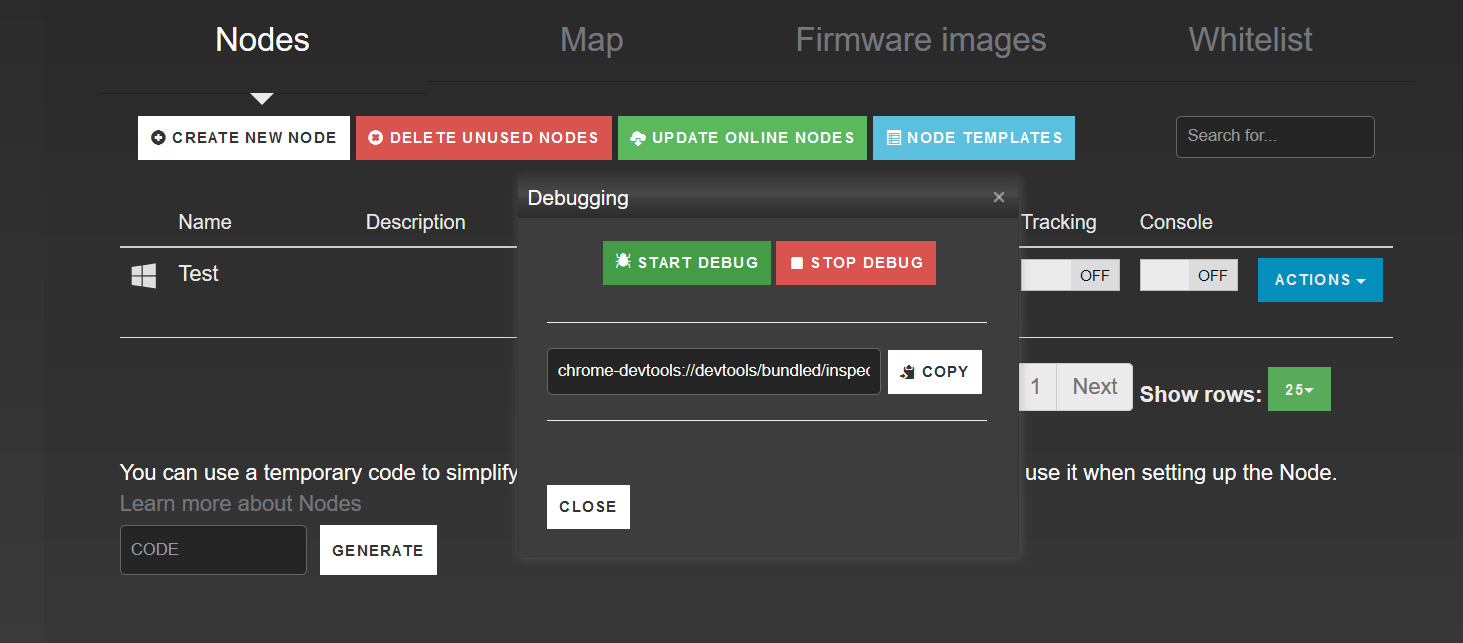 Nodes Map Firmware images Whitelist
CREATE NEW NODE DELETE UNUSED NODES UPDATE ONLINE NODES NODE TEMPLATES Search for...
Debugging ×
Name Description Tracking Console
START DEBUG STOP DEBUG
Test OFF OFF ACTIONS
chrome-devtools://devtools/bundled/inspec COPY
1 Next Show rows: 25
You can use a temporary code to simplify use it when setting up the Node.
Learn more about Nodes
CLOSE
CODE GENERATE